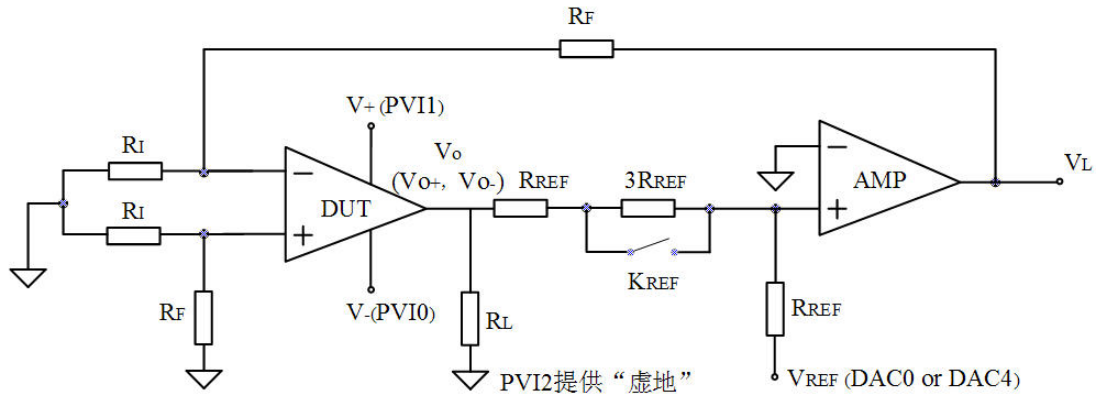 RF
V+ (PVI1)
RI
Vo
(Vo+, Vo-)
RREF
3RREF
−
DUT
+
−
AMP
+
VL
RI
KREF
RF
V-(PVI0)
RL
RREF
PVI2提供“虚地”
VREF (DAC0 or DAC4)